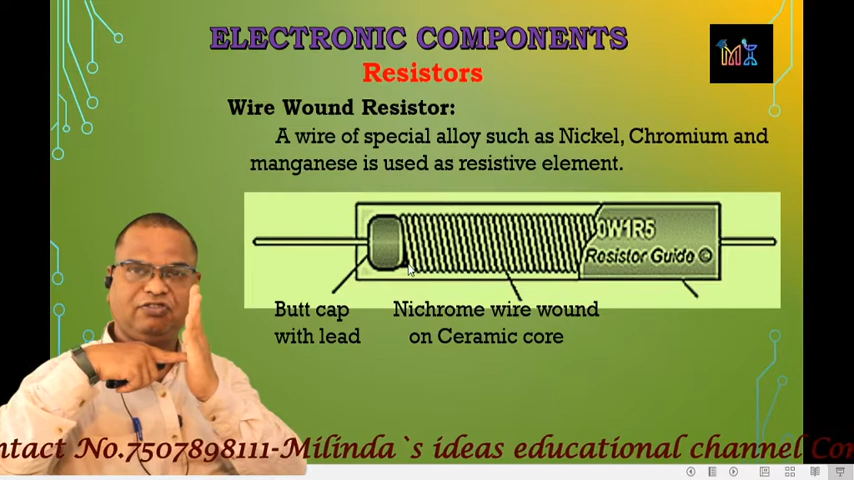 ELECTRONIC COMPONENTS
MI
Resistors
Wire Wound Resistor:
A wire of special alloy such as Nickel, Chromium and
manganese is used as resistive element.
0W1R5
Resistor Guide ©
Butt cap
with lead
Nichrome wire wound
on Ceramic core
ntact No.7507898111-Milinda`s ideas educational channel Con